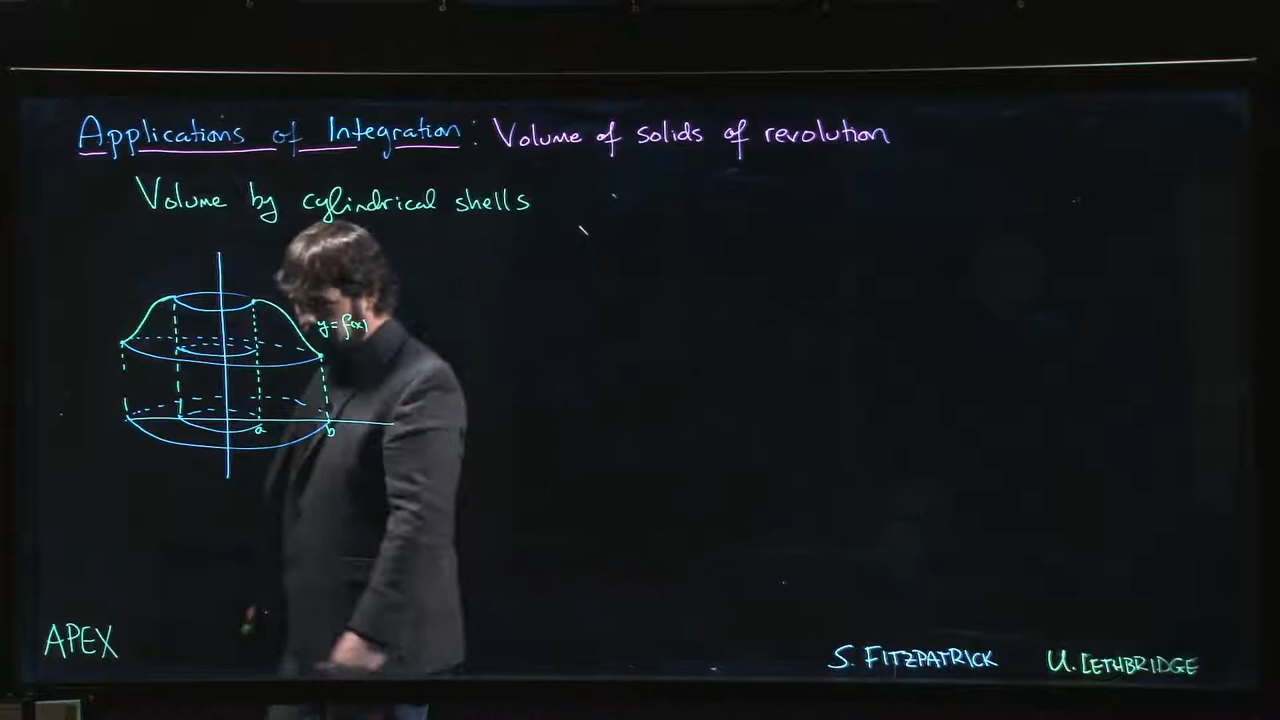 Applications of Integration: Volume of solids of revolution
Volume by cylindrical shells
y = f(x)
a
b
APEX
S. FITZPATRICK
U. LETHBRIDGE